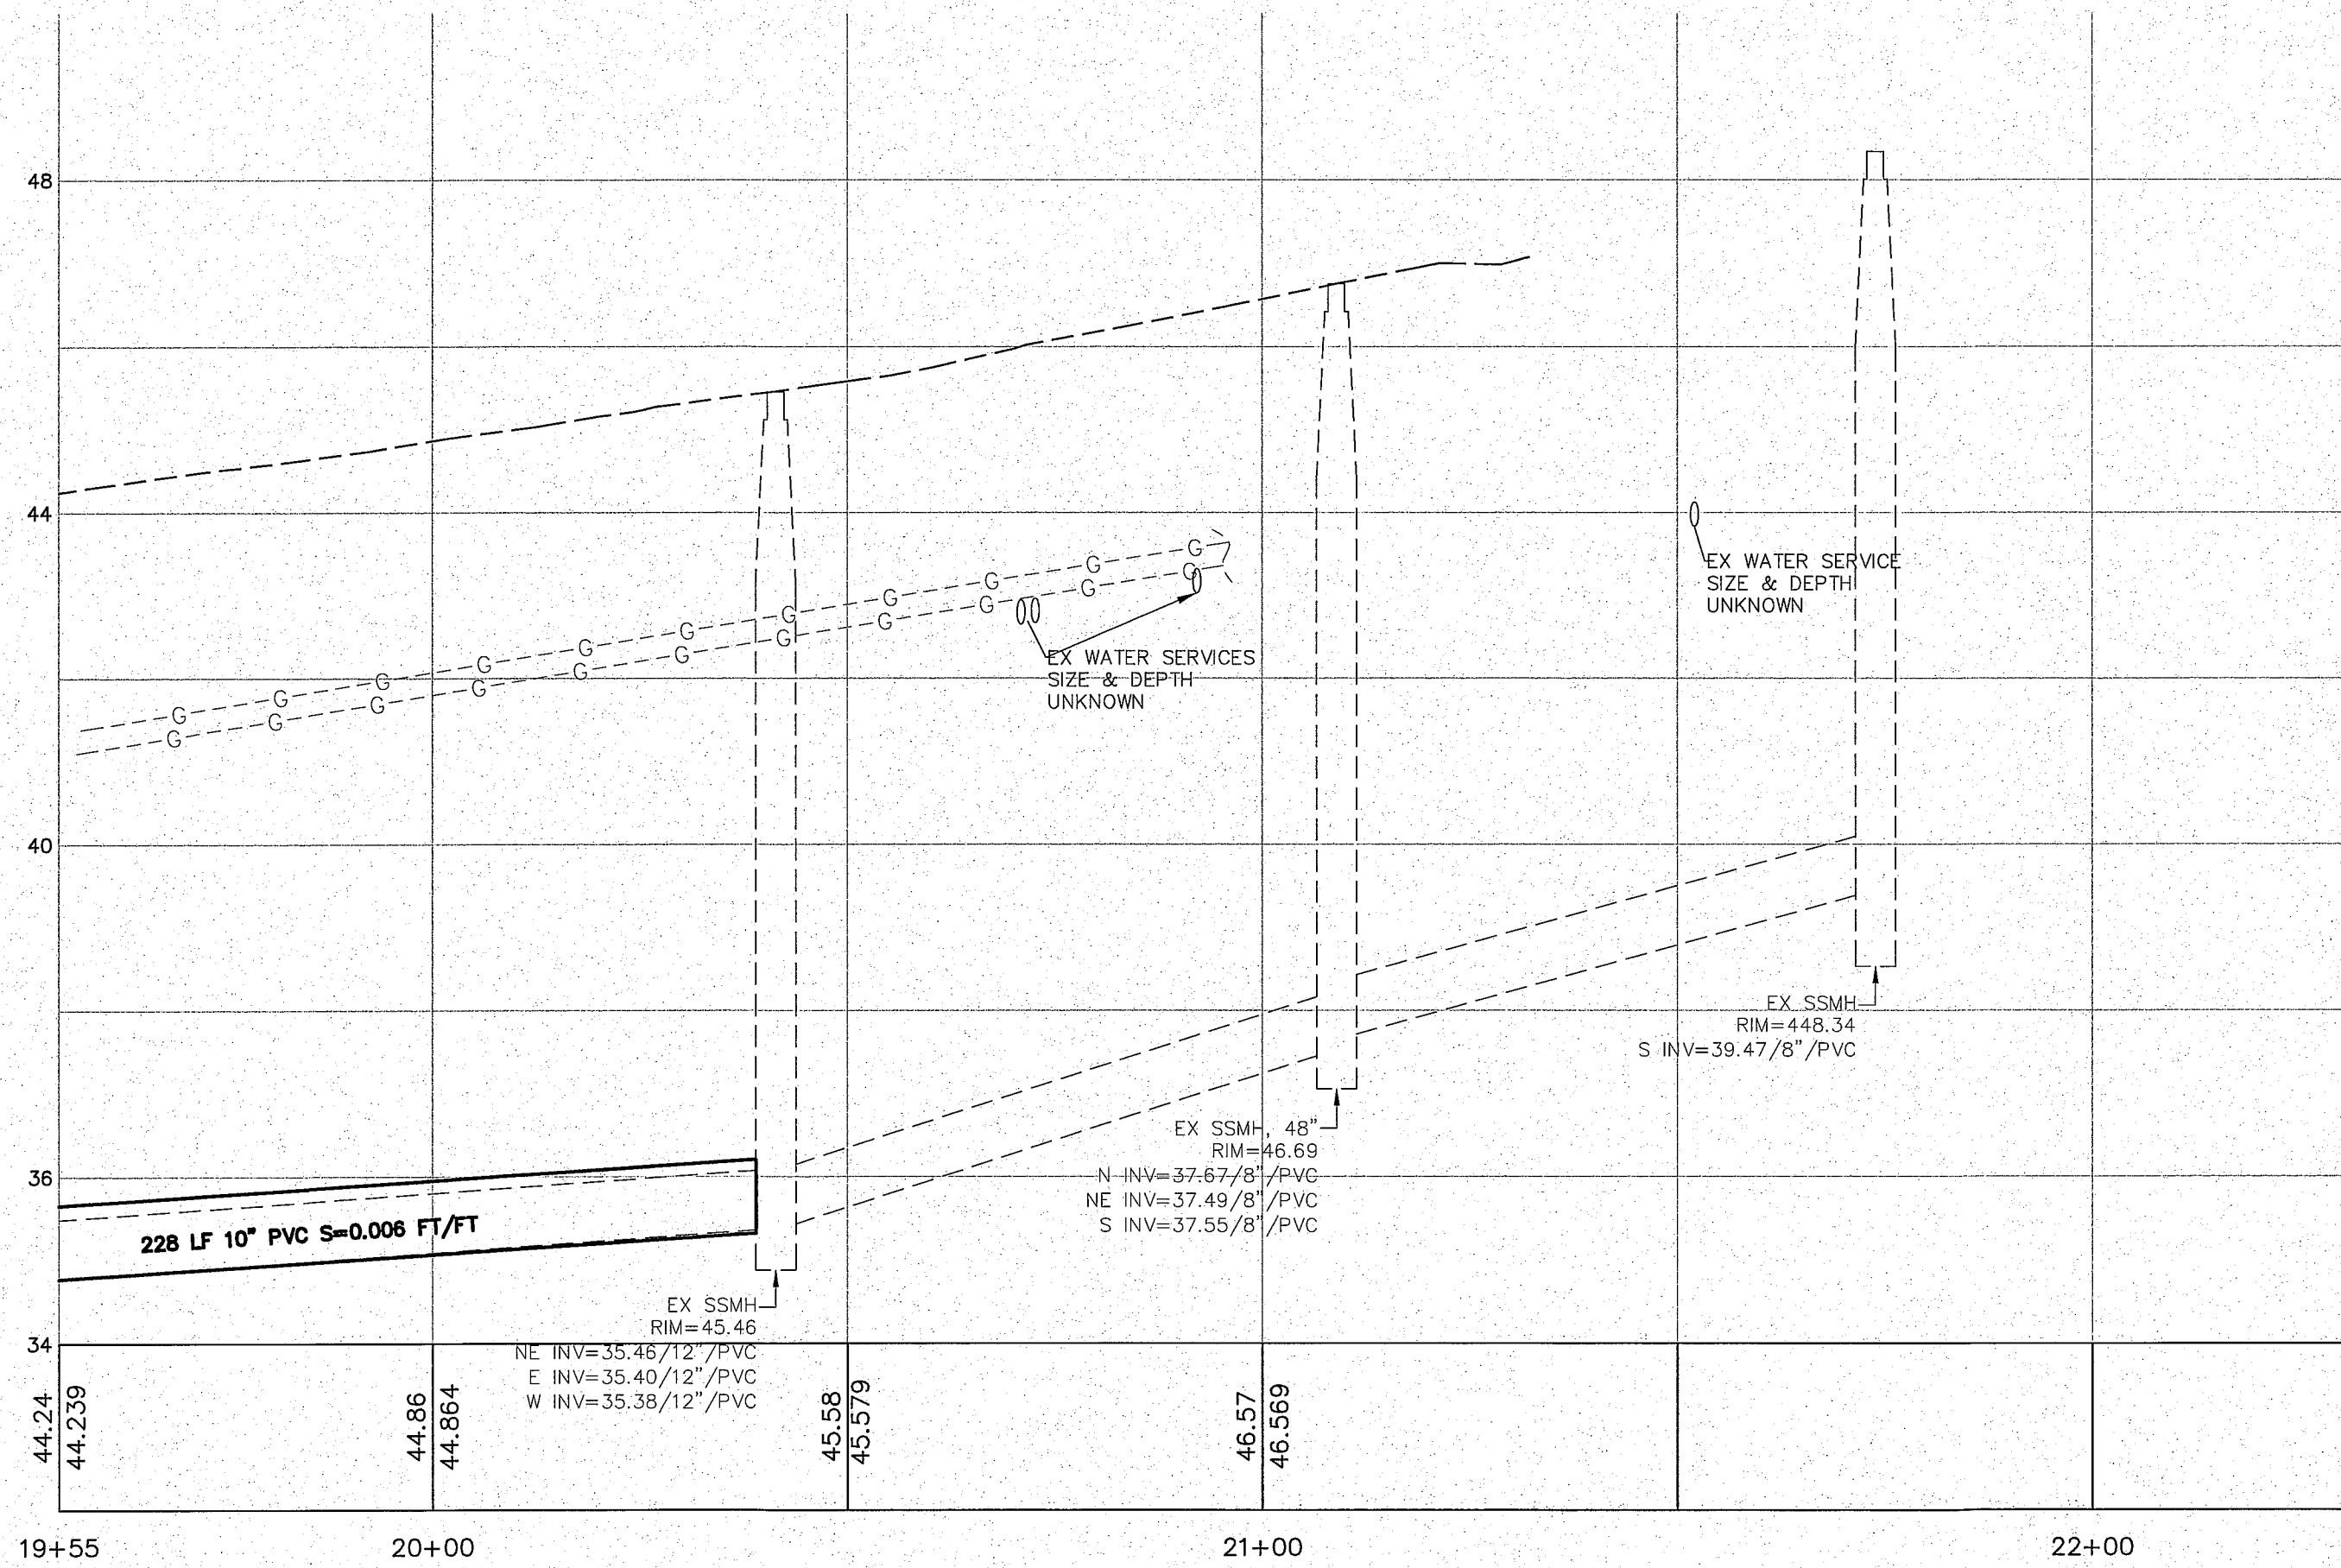 48
44
EX WATER SERVICE
SIZE & DEPTH
UNKNOWN
G G G G G G G G G G G
G G G G G G G G G G G
EX WATER SERVICES
SIZE & DEPTH
UNKNOWN
40
EX SSMH
RIM=448.34
S INV=39.47/8"/PVC
EX SSMH, 48"
RIM=46.69
N INV=37.67/8"/PVC
NE INV=37.49/8"/PVC
S INV=37.55/8"/PVC
36
228 LF 10" PVC S=0.006 FT/FT
EX SSMH
RIM=45.46
NE INV=35.46/12"/PVC
E INV=35.40/12"/PVC
W INV=35.38/12"/PVC
34
44.24
44.239
44.86
44.864
45.58
45.579
46.57
46.569
19+55
20+00
21+00
22+00